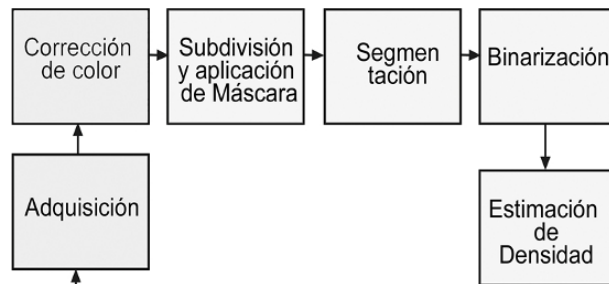 Corrección
de color
Subdivisión
y aplicación
de Máscara
Segmen
tación
Binarización
Adquisición
Estimación
de
Densidad